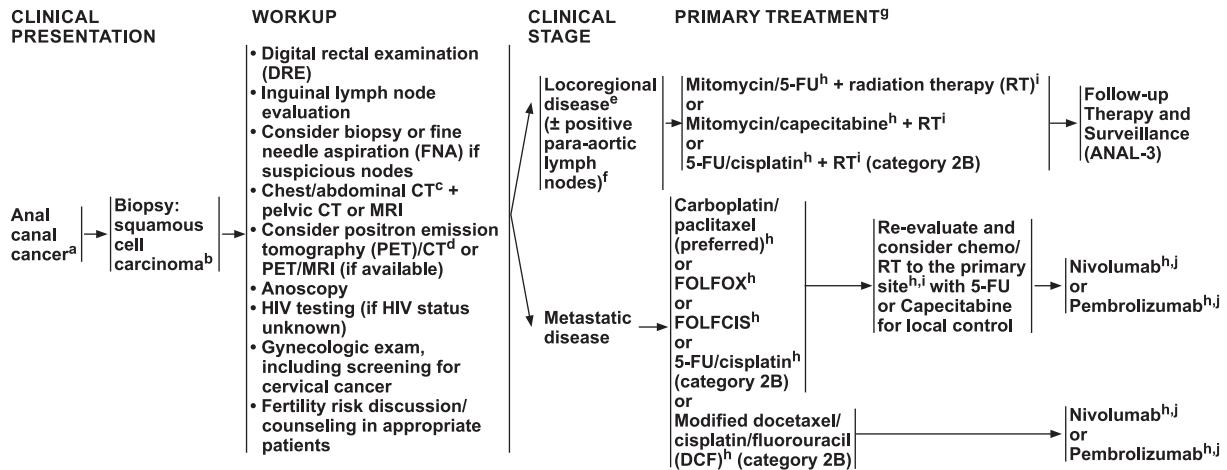 CLINICAL
PRESENTATION
WORKUP
CLINICAL
STAGE
PRIMARY TREATMENTg
Anal
canal
cancera
Biopsy:
squamous
cell
carcinomab
• Digital rectal examination
(DRE)
• Inguinal lymph node
evaluation
• Consider biopsy or fine
needle aspiration (FNA) if
suspicious nodes
• Chest/abdominal CTc +
pelvic CT or MRI
• Consider positron emission
tomography (PET)/CTd or
PET/MRI (if available)
• Anoscopy
• HIV testing (if HIV status
unknown)
• Gynecologic exam,
including screening for
cervical cancer
• Fertility risk discussion/
counseling in appropriate
patients
Locoregional
diseasee
(± positive
para-aortic
lymph
nodes)f
Mitomycin/5-FUh + radiation therapy (RT)i
or
Mitomycin/capecitabineh + RTi
or
5-FU/cisplatinh + RTi (category 2B)
Follow-up
Therapy and
Surveillance
(ANAL-3)
Metastatic
disease
Carboplatin/
paclitaxel
(preferred)h
or
FOLFOXh
or
FOLFCISh
or
5-FU/cisplatinh
(category 2B)
or
Modified docetaxel/
cisplatin/fluorouracil
(DCF)h (category 2B)
Re-evaluate and
consider chemo/
RT to the primary
siteh,i with 5-FU
or Capecitabine
for local control
Nivolumabh,j
or
Pembrolizumabh,j
Nivolumabh,j
or
Pembrolizumabh,j